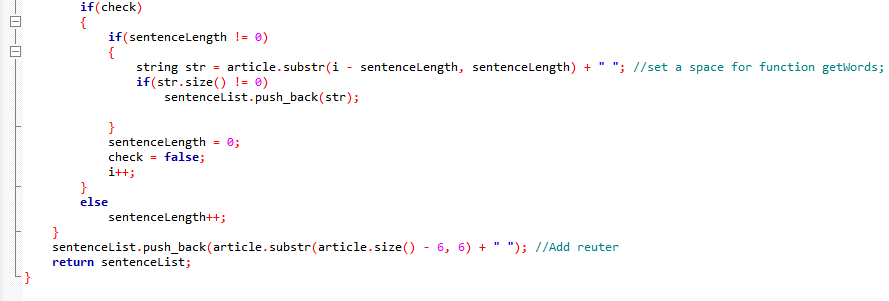 if(check)
{
if(sentenceLength != 0)
{
string str = article.substr(i - sentenceLength, sentenceLength) + " "; //set a space for function getWords;
if(str.size() != 0)
sentenceList.push_back(str);
}
sentenceLength = 0;
check = false;
i++;
}
else
sentenceLength++;
}
sentenceList.push_back(article.substr(article.size() - 6, 6) + " "); //Add reuter
return sentenceList;
}